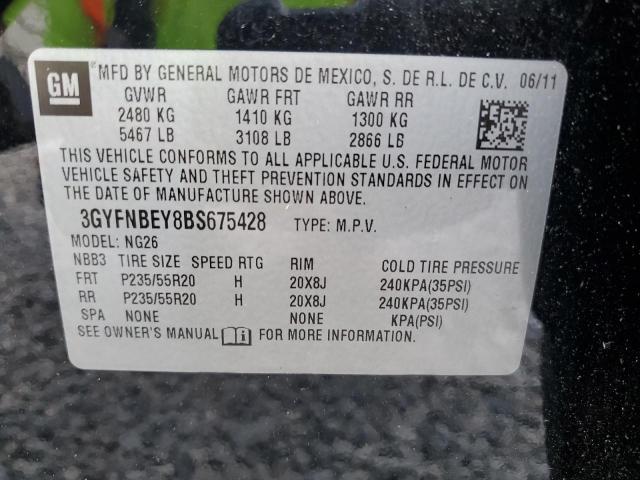 GM
MFD BY GENERAL MOTORS DE MEXICO, S. DE R.L. DE C.V. 06/11
GVWR GAWR FRT GAWR RR
2480 KG 1410 KG 1300 KG
5467 LB 3108 LB 2866 LB
THIS VEHICLE CONFORMS TO ALL APPLICABLE U.S. FEDERAL MOTOR
VEHICLE SAFETY AND THEFT PREVENTION STANDARDS IN EFFECT ON
THE DATE OF MANUFACTURE SHOWN ABOVE.
3GYFNBEY8BS675428 TYPE: M.P.V.
MODEL: NG26
NBB3 TIRE SIZE SPEED RTG RIM COLD TIRE PRESSURE
FRT P235/55R20 H 20X8J 240KPA(35PSI)
RR P235/55R20 H 20X8J 240KPA(35PSI)
SPA NONE NONE KPA(PSI)
SEE OWNER'S MANUAL FOR MORE INFORMATION.